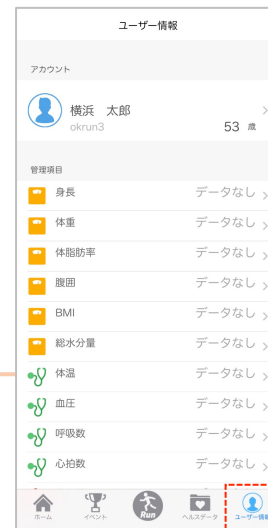 ユーザー情報
アカウント
横浜 太郎
okrun3
53 歳
管理項目
身長 データなし
体重 データなし
体脂肪率 データなし
腹囲 データなし
BMI データなし
総水分量 データなし
体温 データなし
血圧 データなし
呼吸数 データなし
心拍数 データなし
Run
ホーム イベント ヘルスデータ ユーザー情報